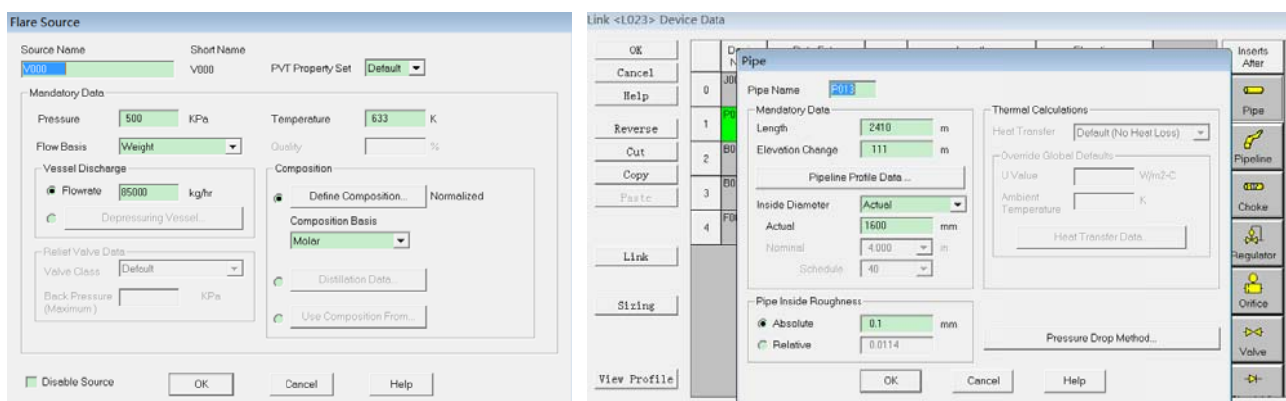 Flare Source
Source Name Short Name
V000 V000 PVT Property Set Default
Mandatory Data
Pressure 500 KPa Temperature 633 K
Flow Basis Weight Quality %
Vessel Discharge Composition
Flowrate 85000 kg/hr Define Composition... Normalized
Depressuring Vessel... Composition Basis
Molar
Relief Valve Data
Valve Class Default Distillation Data...
Back Pressure KPa
(Maximum) Use Composition From...
Disable Source OK Cancel Help
Link <L023> Device Data
OK
Cancel
Help
Reverse
Cut
Copy
Paste
Link
Sizing
View Profile
0
1
2
3
4
Pipe
Pipe Name P013
Mandatory Data
Length 2410 m
Elevation Change 111 m
Pipeline Profile Data...
Inside Diameter Actual
Actual 1600 mm
Nominal 4.000 in
Schedule 40
Pipe Inside Roughness
Absolute 0.1 mm
Relative 0.0114
Thermal Calculations
Heat Transfer Default (No Heat Loss)
Override Global Defaults
U Value W/m2-C
Ambient K
Temperature
Heat Transfer Data...
Pressure Drop Method...
OK Cancel Help
Inserts
After
Pipe
Pipeline
Choke
Regulator
Orifice
Valve